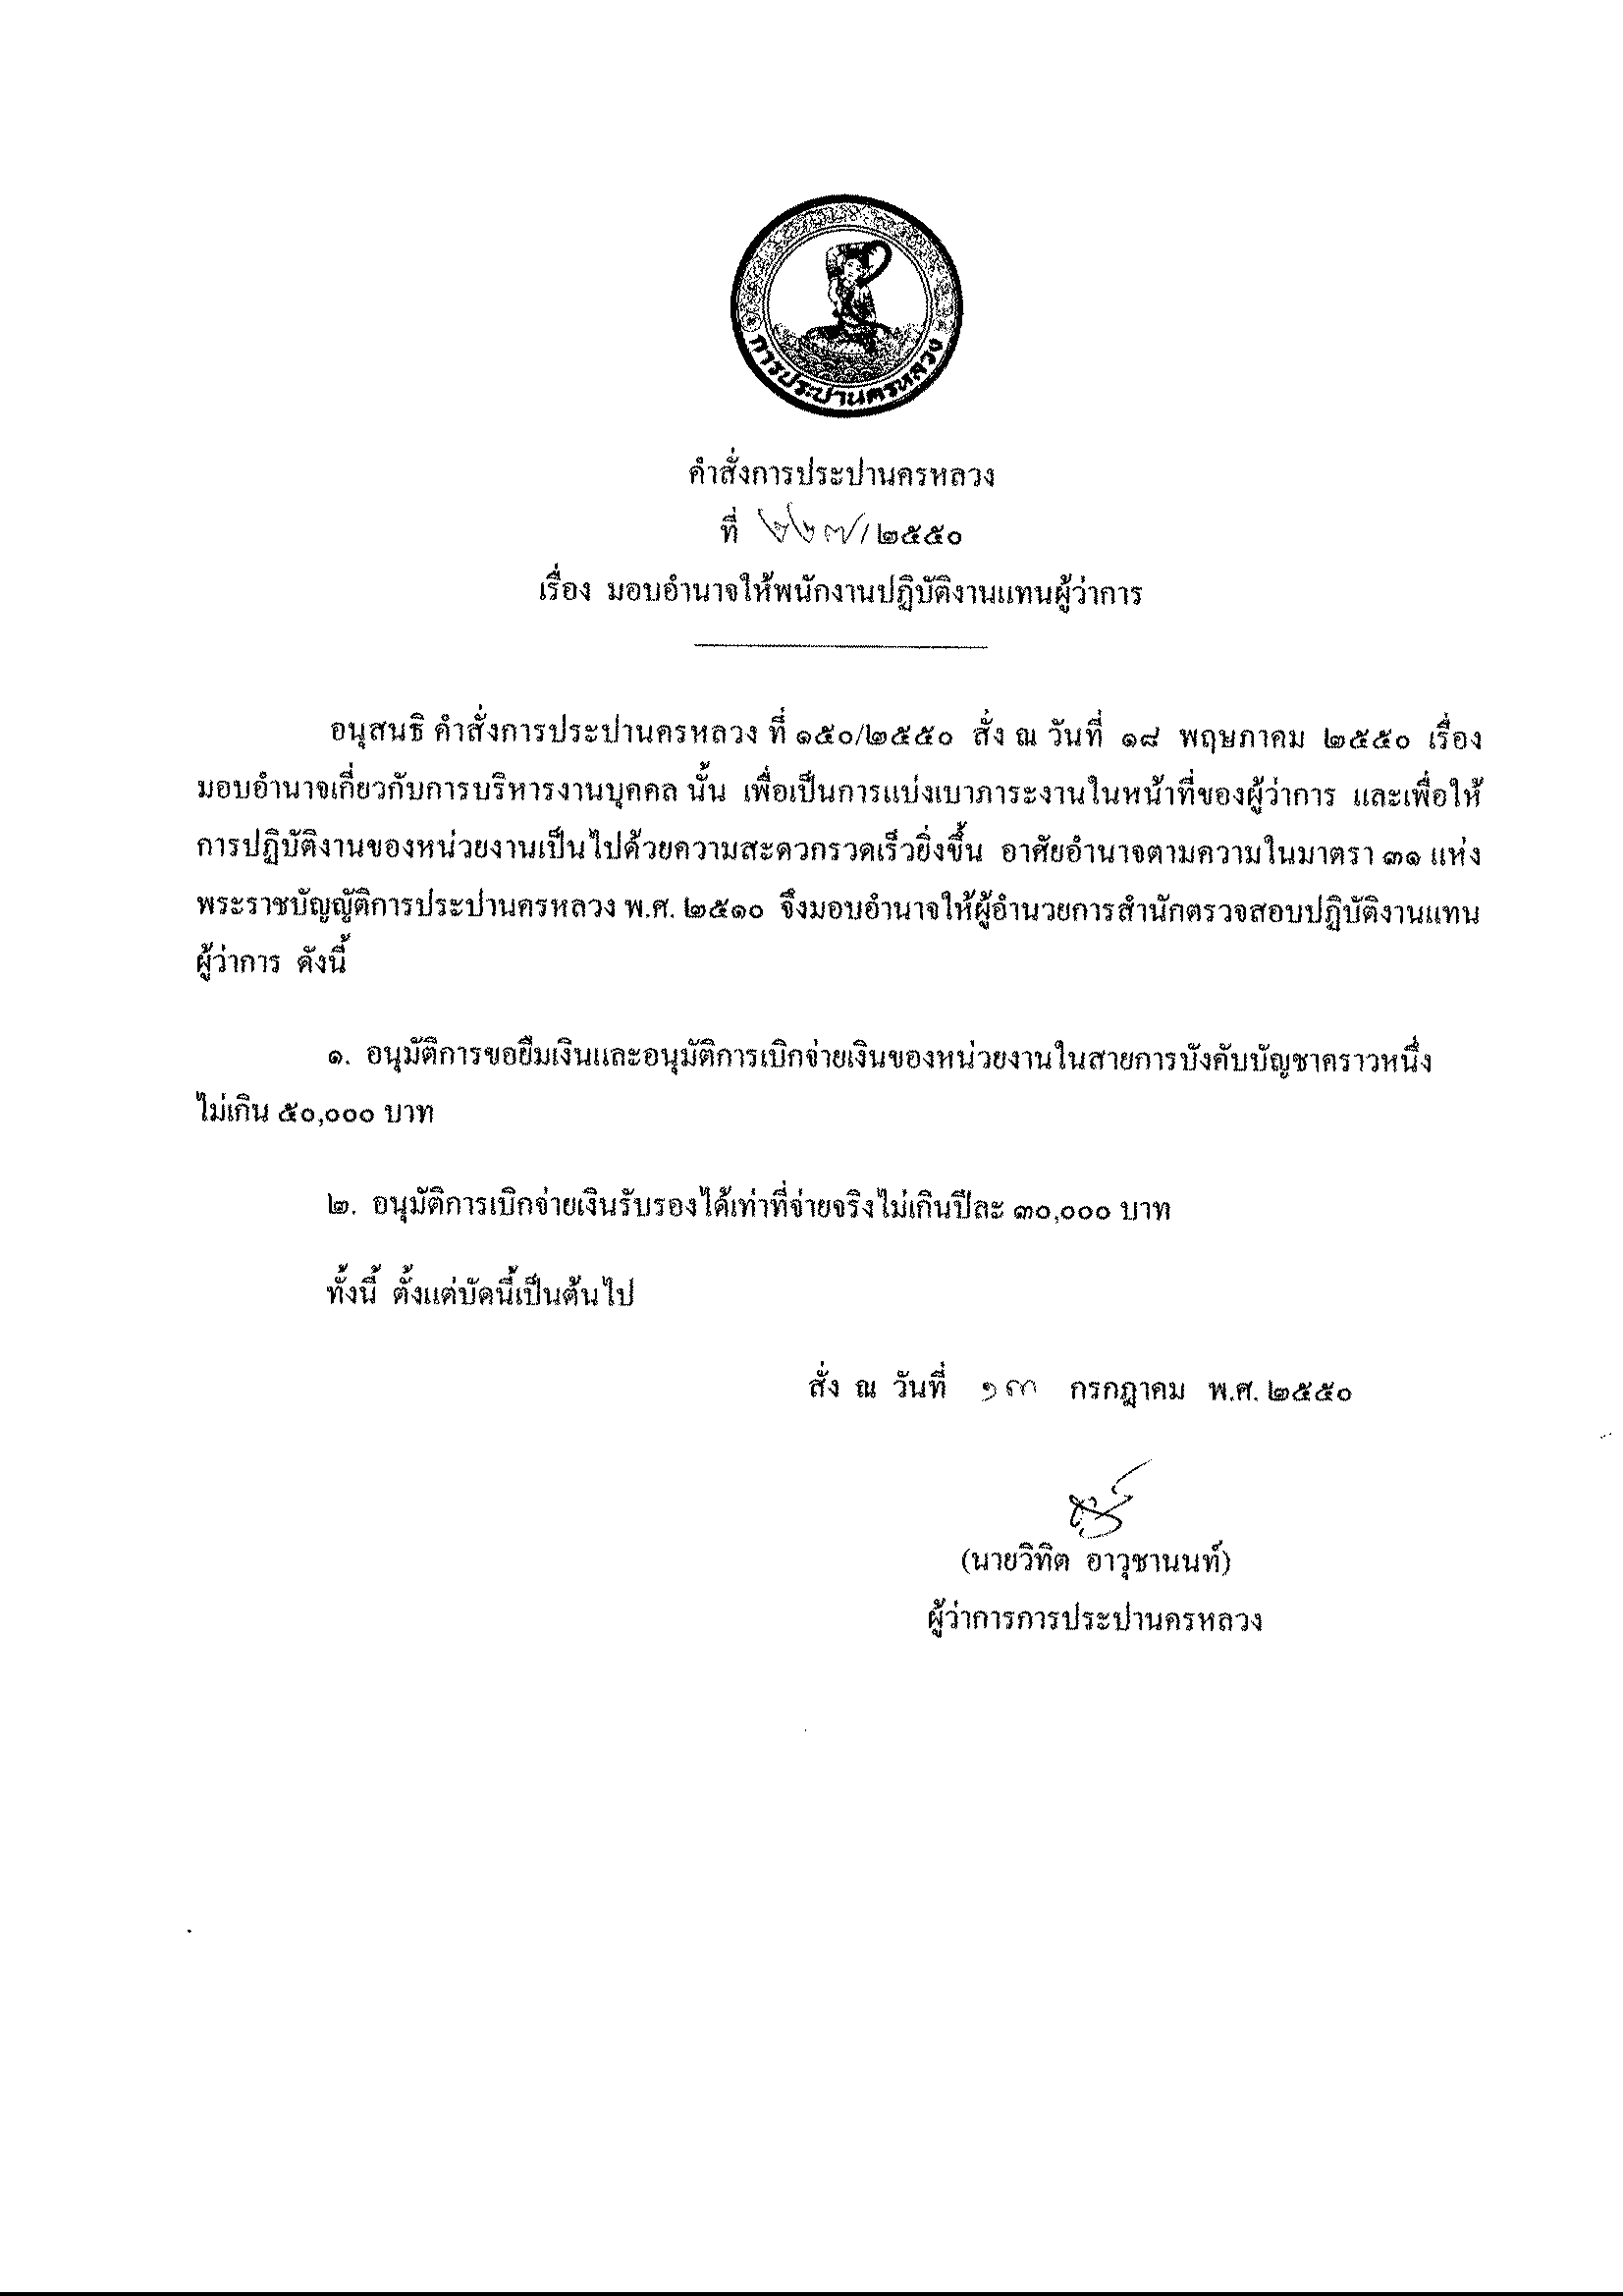 การประปานครหลวง
คำสั่งการประปานครหลวง
ที่ ๒๒๗/๒๕๕๐
เรื่อง มอบอำนาจให้พนักงานปฏิบัติงานแทนผู้ว่าการ
อนุสนธิ คำสั่งการประปานครหลวง ที่ ๑๕๐/๒๕๕๐ สั่ง ณ วันที่ ๑๘ พฤษภาคม ๒๕๕๐ เรื่อง
มอบอำนาจเกี่ยวกับการบริหารงานบุคคล นั้น เพื่อเป็นการแบ่งเบาภาระงานในหน้าที่ของผู้ว่าการ และเพื่อให้
การปฏิบัติงานของหน่วยงานเป็นไปด้วยความสะดวกรวดเร็วยิ่งขึ้น อาศัยอำนาจตามความในมาตรา ๓๑ แห่ง
พระราชบัญญัติการประปานครหลวง พ.ศ. ๒๕๑๐ จึงมอบอำนาจให้ผู้อำนวยการสำนักตรวจสอบปฏิบัติงานแทน
ผู้ว่าการ ดังนี้
๑. อนุมัติการขอยืมเงินและอนุมัติการเบิกจ่ายเงินของหน่วยงานในสายการบังคับบัญชาคราวหนึ่ง
ไม่เกิน ๕๐,๐๐๐ บาท
๒. อนุมัติการเบิกจ่ายเงินรับรองได้เท่าที่จ่ายจริงไม่เกินปีละ ๓๐,๐๐๐ บาท
ทั้งนี้ ตั้งแต่บัดนี้เป็นต้นไป
สั่ง ณ วันที่ ๑๓ กรกฎาคม พ.ศ. ๒๕๕๐
(นายวิทิต อาวุชานนท์)
ผู้ว่าการการประปานครหลวง